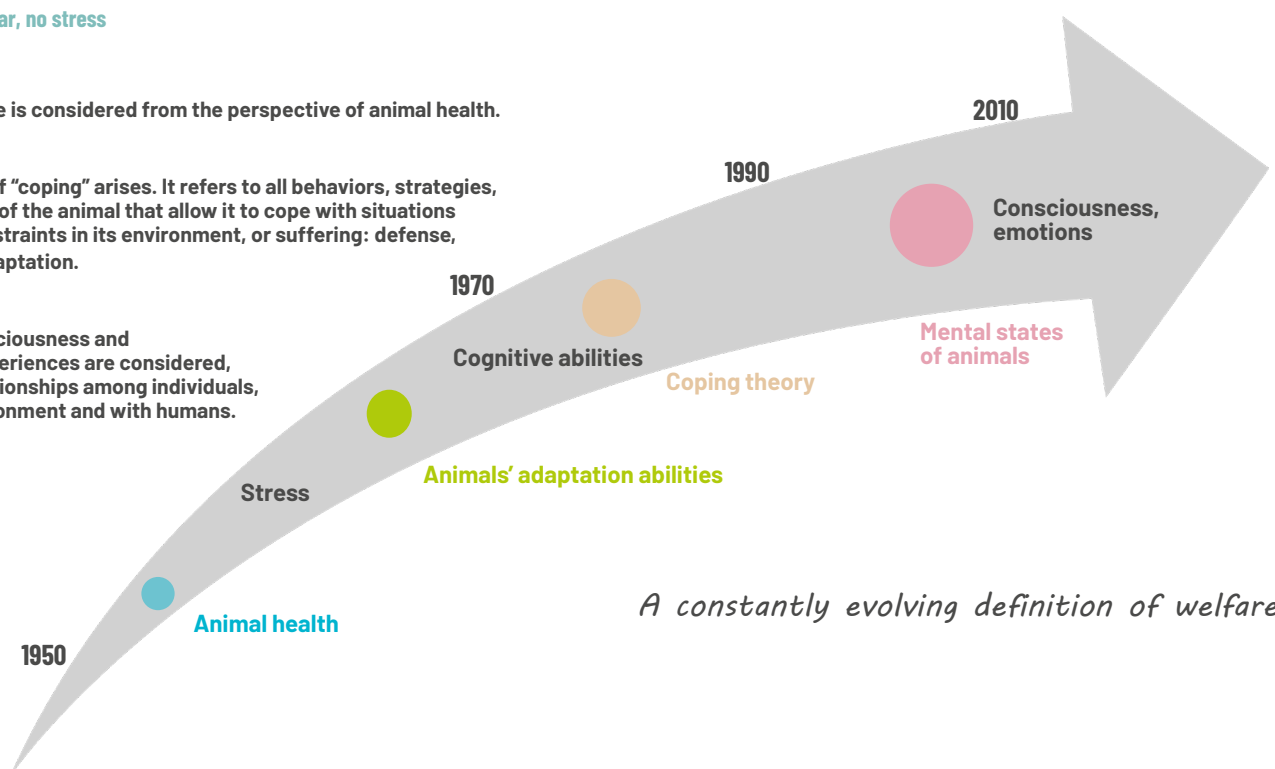 ar, no stress
e is considered from the perspective of animal health.
f “coping” arises. It refers to all behaviors, strategies,
of the animal that allow it to cope with situations
straints in its environment, or suffering: defense,
aptation.
ciousness and
periences are considered,
tionships among individuals,
onment and with humans.
1950
1970
1990
2010
Consciousness,
emotions
Mental states
of animals
Cognitive abilities
Coping theory
Animals’ adaptation abilities
Stress
Animal health
A constantly evolving definition of welfare